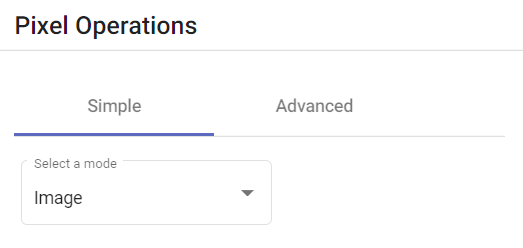 Pixel Operations
Simple Advanced
Select a mode
Image